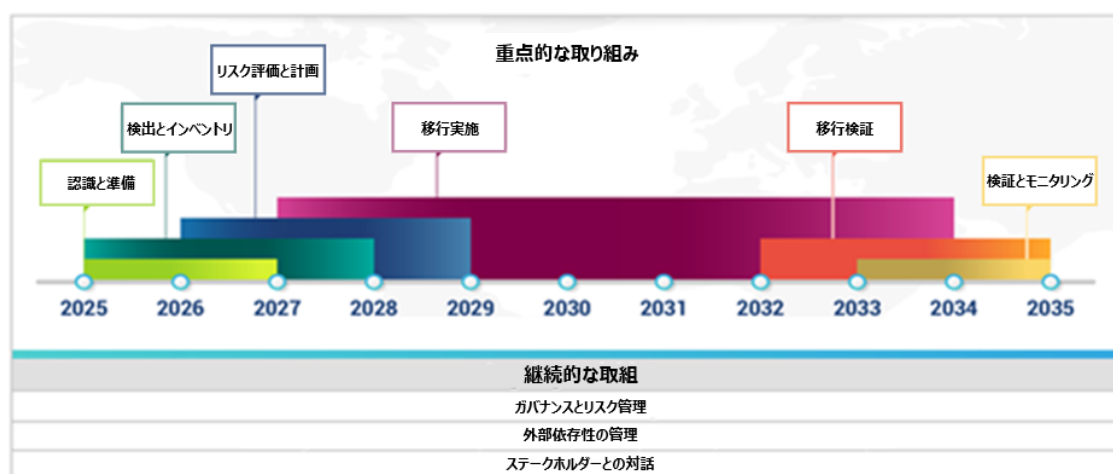 重点的な取り組み
リスク評価と計画
検出とインベントリ
移行実施
移行検証
認識と準備
検証とモニタリング
2025 2026 2027 2028 2029 2030 2031 2032 2033 2034 2035
継続的な取組
ガバナンスとリスク管理
外部依存性の管理
ステークホルダーとの対話